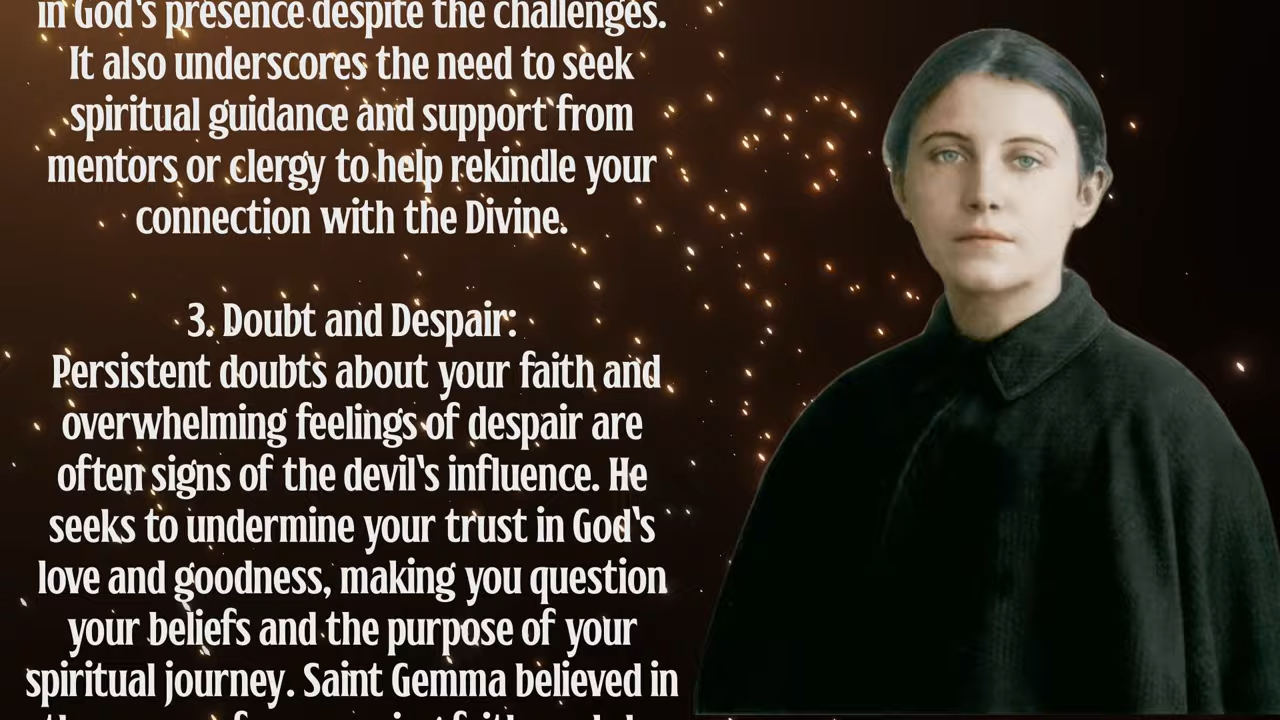 in God's presence despite the challenges.
It also underscores the need to seek
spiritual guidance and support from
mentors or clergy to help rekindle your
connection with the Divine.
3. Doubt and Despair:
Persistent doubts about your faith and
overwhelming feelings of despair are
often signs of the devil's influence. He
seeks to undermine your trust in God's
love and goodness, making you question
your beliefs and the purpose of your
spiritual journey. Saint Gemma believed in